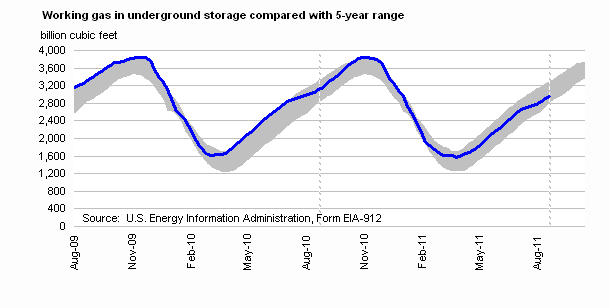 Working gas in underground storage compared with 5-year range
billion cubic feet
4,000
3,600
3,200
2,800
2,400
2,000
1,600
1,200
800
400
0
Source: U.S. Energy Information Administration, Form EIA-912
Aug-09
Nov-09
Feb-10
May-10
Aug-10
Nov-10
Feb-11
May-11
Aug-11